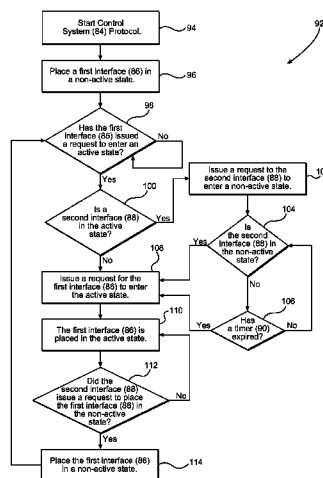 Start Control
System (84) Protocol.
94
92
Place a first interface (86) in
a non-active state.
96
98
Has the first
interface (86) issued
a request to enter an
active state?
No
Yes
100
Is a
second interface (88)
in the active
state?
Yes
No
Issue a request to the
second interface (88) to
enter a non-active state.
10
104
Is
the second
interface (88) in the
non-active
state?
Yes
No
106
Has
a timer (90)
expired?
Yes
No
108
Issue a request for the
first interface (86) to enter
the active state.
110
The first interface (86) is
placed in the active state.
112
Did the
second interface (88)
issue a request to place
the first interface (86)
in the non-active
state?
No
Yes
Place the first interface (86)
in a non-active state.
114